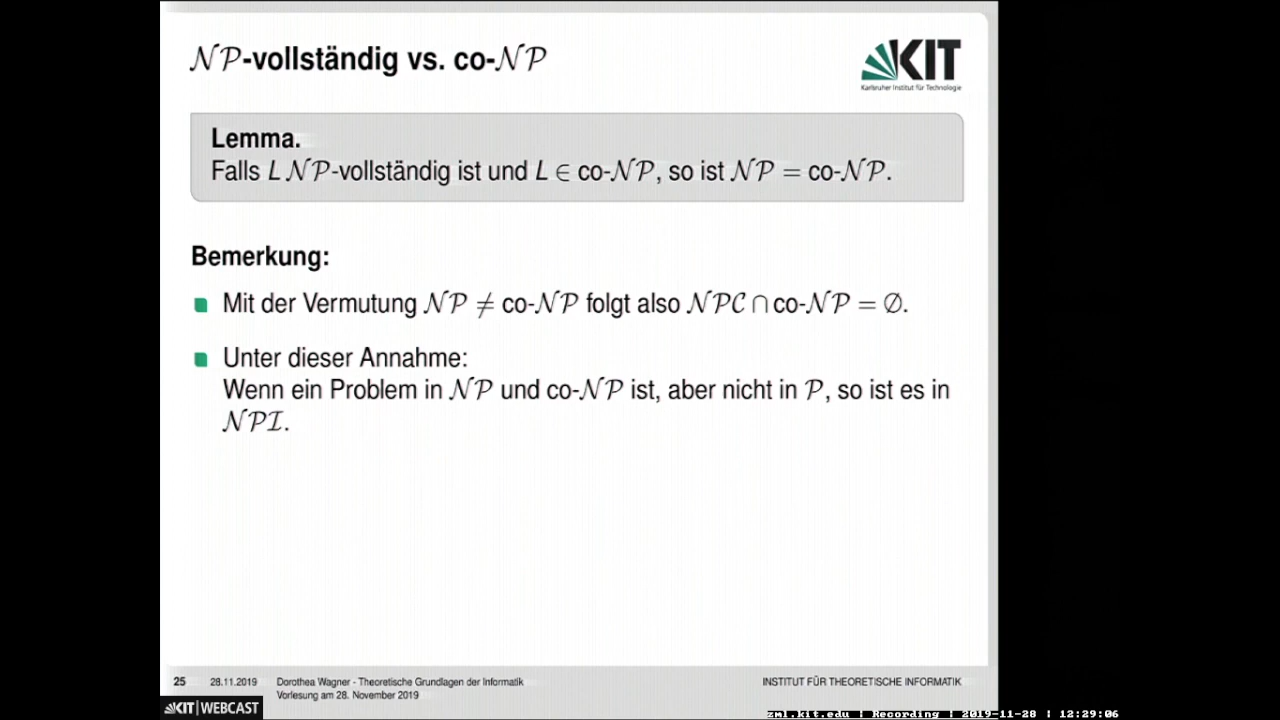 𝒩𝒫-vollständig vs. co-𝒩𝒫
KIT
Karlsruher Institut für Technologie
Lemma.
Falls L 𝒩𝒫-vollständig ist und L ∈ co-𝒩𝒫, so ist 𝒩𝒫 = co-𝒩𝒫.
Bemerkung:
Mit der Vermutung 𝒩𝒫 ≠ co-𝒩𝒫 folgt also 𝒩𝒫𝒞 ∩ co-𝒩𝒫 = ∅.
Unter dieser Annahme:
Wenn ein Problem in 𝒩𝒫 und co-𝒩𝒫 ist, aber nicht in 𝒫, so ist es in
𝒩𝒫ℐ.
25 28.11.2019 Dorothea Wagner - Theoretische Grundlagen der Informatik INSTITUT FÜR THEORETISCHE INFORMATIK
Vorlesung am 28. November 2019
KIT | WEBCAST
zml.kit.edu | Recording | 2019-11-28 | 12:29:06